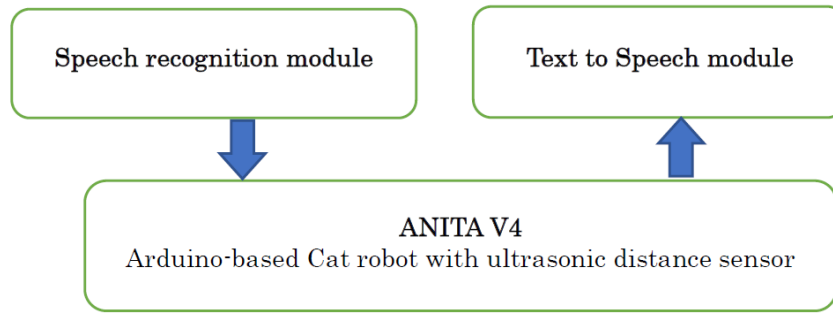 Speech recognition module
Text to Speech module
ANITA V4
Arduino-based Cat robot with ultrasonic distance sensor